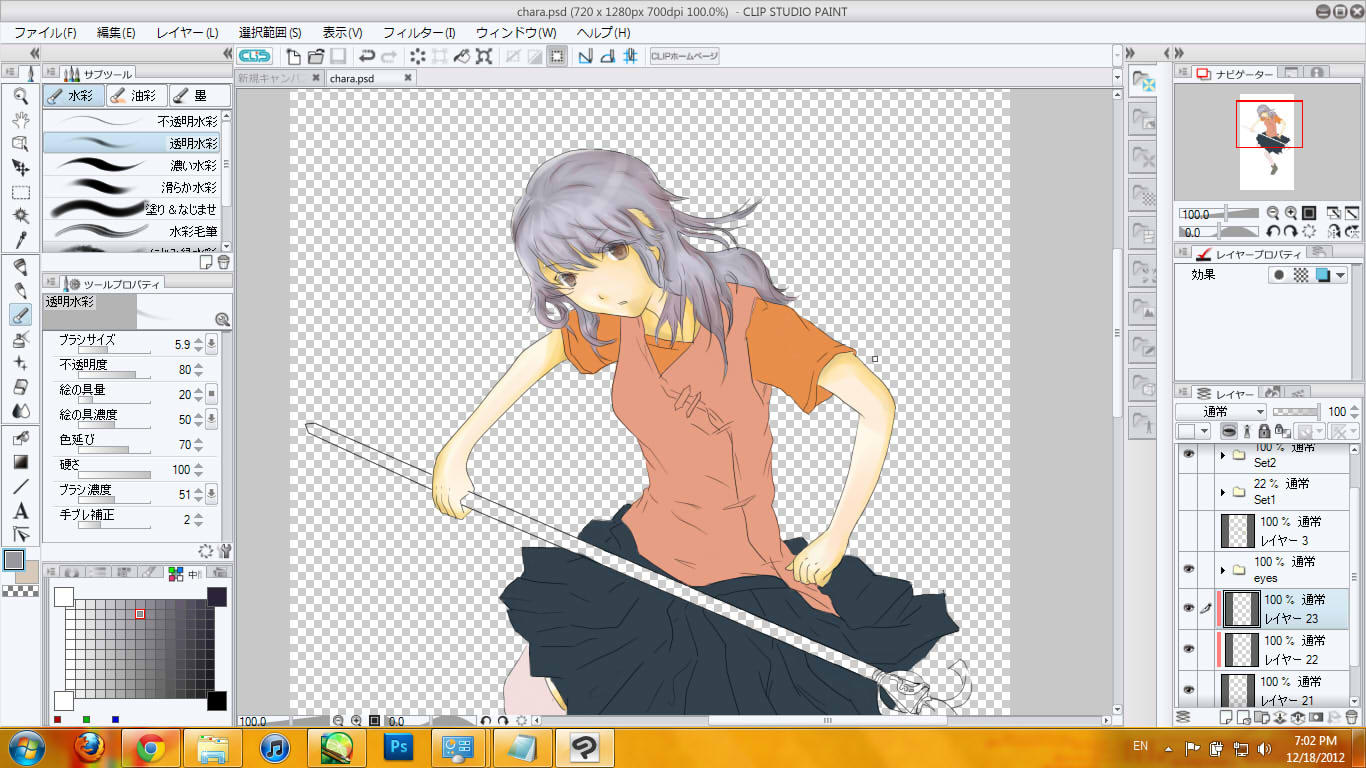 chara.psd (720 x 1280px 700dpi 100.0%) - CLIP STUDIO PAINT
ファイル(F) 編集(E) レイヤー(L) 選択範囲(S) 表示(V) フィルター(I) ウィンドウ(W) ヘルプ(H)
CLIPホームページ
サブツール
新規キャンバ
chara.psd
ナビゲーター
水彩 油彩 墨
不透明水彩
透明水彩
濃い水彩
滑らか水彩
塗り&なじませ
水彩毛筆
ツールプロパティ
透明水彩
ブラシサイズ 5.9
不透明度 80
絵の具量 20
絵の具濃度 50
色延び 70
硬さ 100
ブラシ濃度 51
手ブレ補正 2
中間
100.0
0.0
100.0
0.0
レイヤープロパティ
効果
レイヤー
通常 100
100 % 通常
Set2
22 % 通常
Set1
100 % 通常
レイヤー 3
100 % 通常
eyes
100 % 通常
レイヤー 23
100 % 通常
レイヤー 22
100 % 通常
レイヤー 21
Ps
EN
7:02 PM
12/18/2012